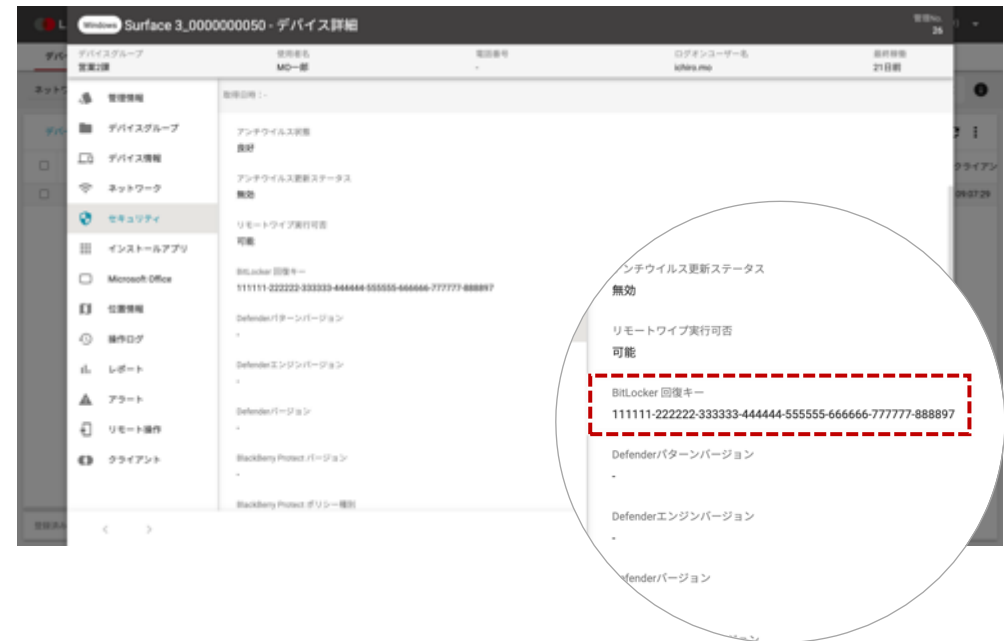 Windows Surface 3_0000000050 - デバイス詳細
管理No.
26
デバイスグループ
営業2課
使用者名
MO一郎
電話番号
-
ログオンユーザー名
ichiro.mo
最終稼働
21日前
取得日時 : -
管理情報
デバイスグループ
デバイス情報
ネットワーク
セキュリティ
インストールアプリ
Microsoft Office
位置情報
操作ログ
レポート
アラート
リモート操作
クライアント
アンチウイルス状態
良好
アンチウイルス更新ステータス
無効
リモートワイプ実行可否
可能
BitLocker 回復キー
111111-222222-333333-444444-555555-666666-777777-888897
Defenderパターンバージョン
-
Defenderエンジンバージョン
-
Defenderバージョン
-
BlackBerry Protect バージョン
-
BlackBerry Protect ポリシー種別
09:07:29
ンチウイルス更新ステータス
無効
リモートワイプ実行可否
可能
BitLocker 回復キー
111111-222222-333333-444444-555555-666666-777777-888897
Defenderパターンバージョン
-
Defenderエンジンバージョン
-
efenderバージョン